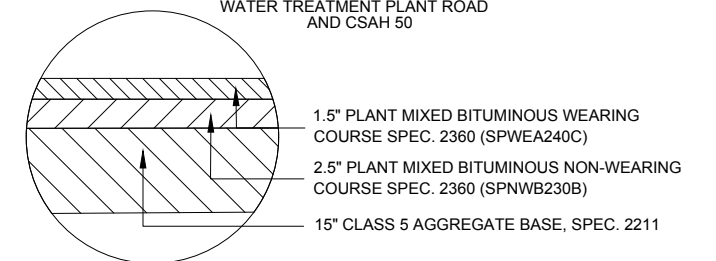 WATER TREATMENT PLANT ROAD
AND CSAH 50
1.5" PLANT MIXED BITUMINOUS WEARING
COURSE SPEC. 2360 (SPWEA240C)
2.5" PLANT MIXED BITUMINOUS NON-WEARING
COURSE SPEC. 2360 (SPNWB230B)
15" CLASS 5 AGGREGATE BASE, SPEC. 2211